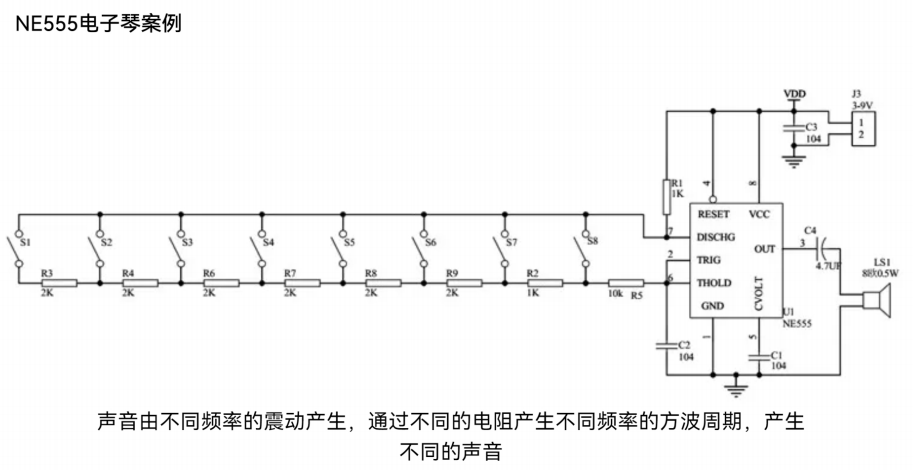 NE555电子琴案例
VDD
J3
3-9V
1
2
C3
104
R1
1K
4
8
RESET
VCC
7
DISCHG
2
TRIG
6
THOLD
GND
CVOLT
OUT
3
C4
4.7UF
LS1
8欧0.5W
U1
NE555
1
5
C2
104
C1
104
S1
S2
S3
S4
S5
S6
S7
S8
R3
2K
R4
2K
R6
2K
R7
2K
R8
2K
R9
2K
R2
1K
10k
R5
声音由不同频率的震动产生，通过不同的电阻产生不同频率的方波周期，产生
不同的声音